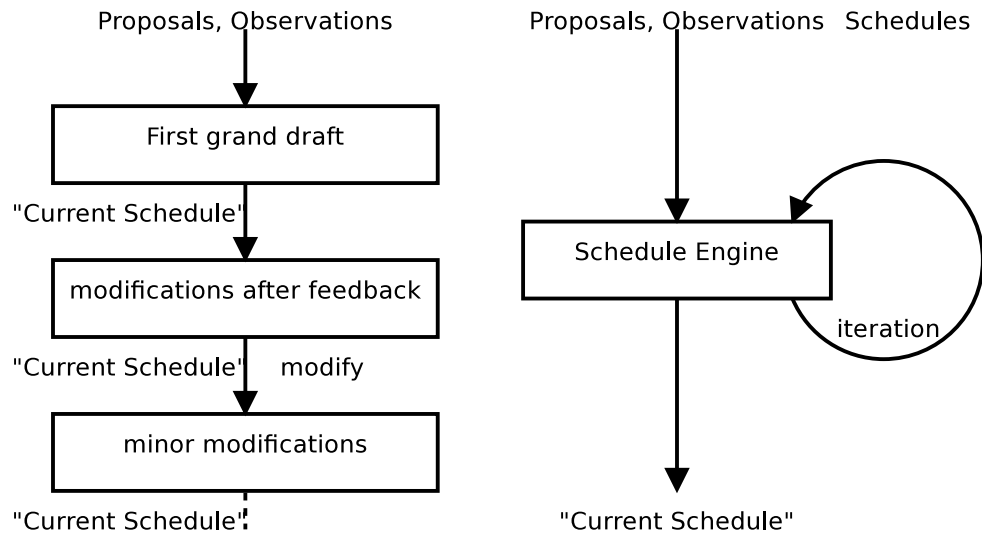 Proposals, Observations
First grand draft
"Current Schedule"
modifications after feedback
"Current Schedule" modify
minor modifications
"Current Schedule"
Proposals, Observations Schedules
Schedule Engine
iteration
"Current Schedule"